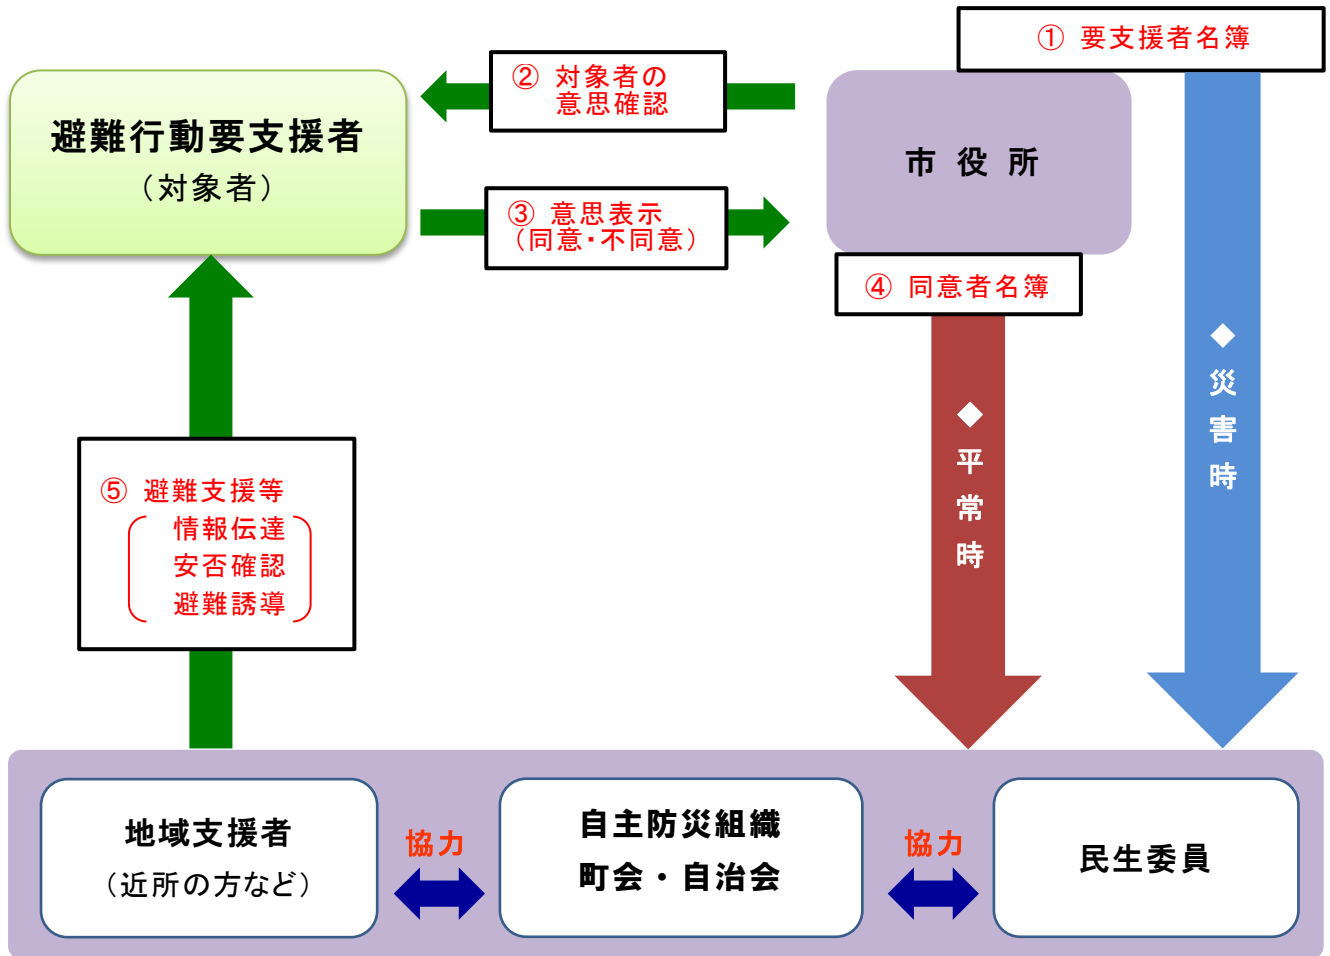 ① 要支援者名簿
② 対象者の
意思確認
避難行動要支援者
（対象者）
市 役 所
③ 意思表示
（同意・不同意）
④ 同意者名簿
◆災害時
◆平常時
⑤ 避難支援等
情報伝達
安否確認
避難誘導
地域支援者
（近所の方など）
協力
自主防災組織
町会・自治会
協力
民生委員